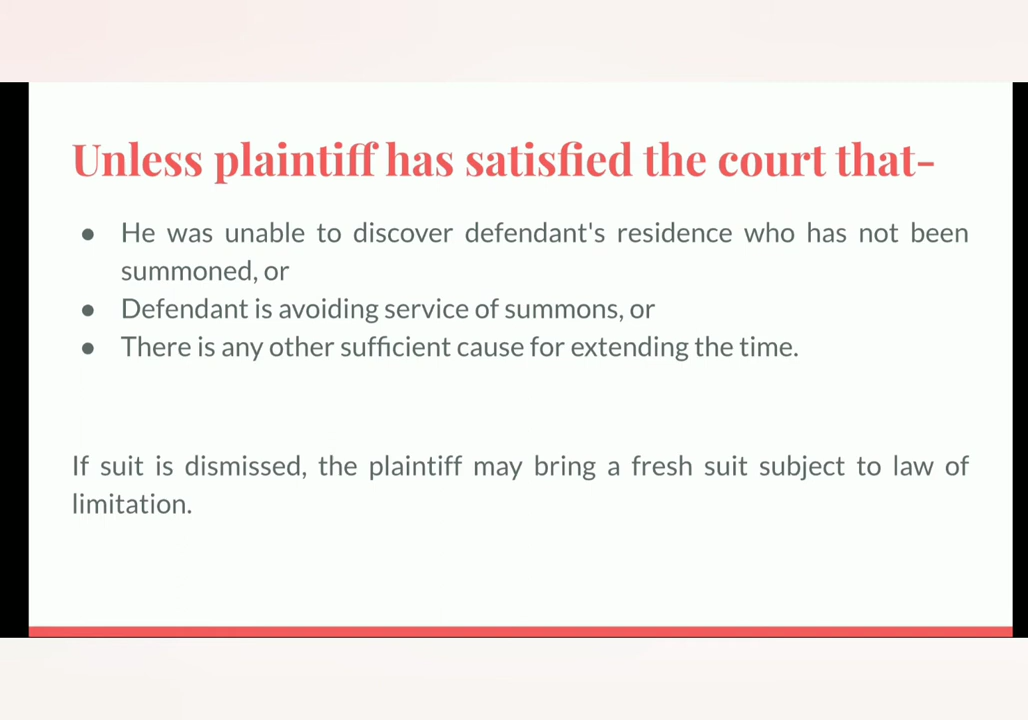 Unless plaintiff has satisfied the court that-
● He was unable to discover defendant's residence who has not been
summoned, or
● Defendant is avoiding service of summons, or
● There is any other sufficient cause for extending the time.
If suit is dismissed, the plaintiff may bring a fresh suit subject to law of
limitation.